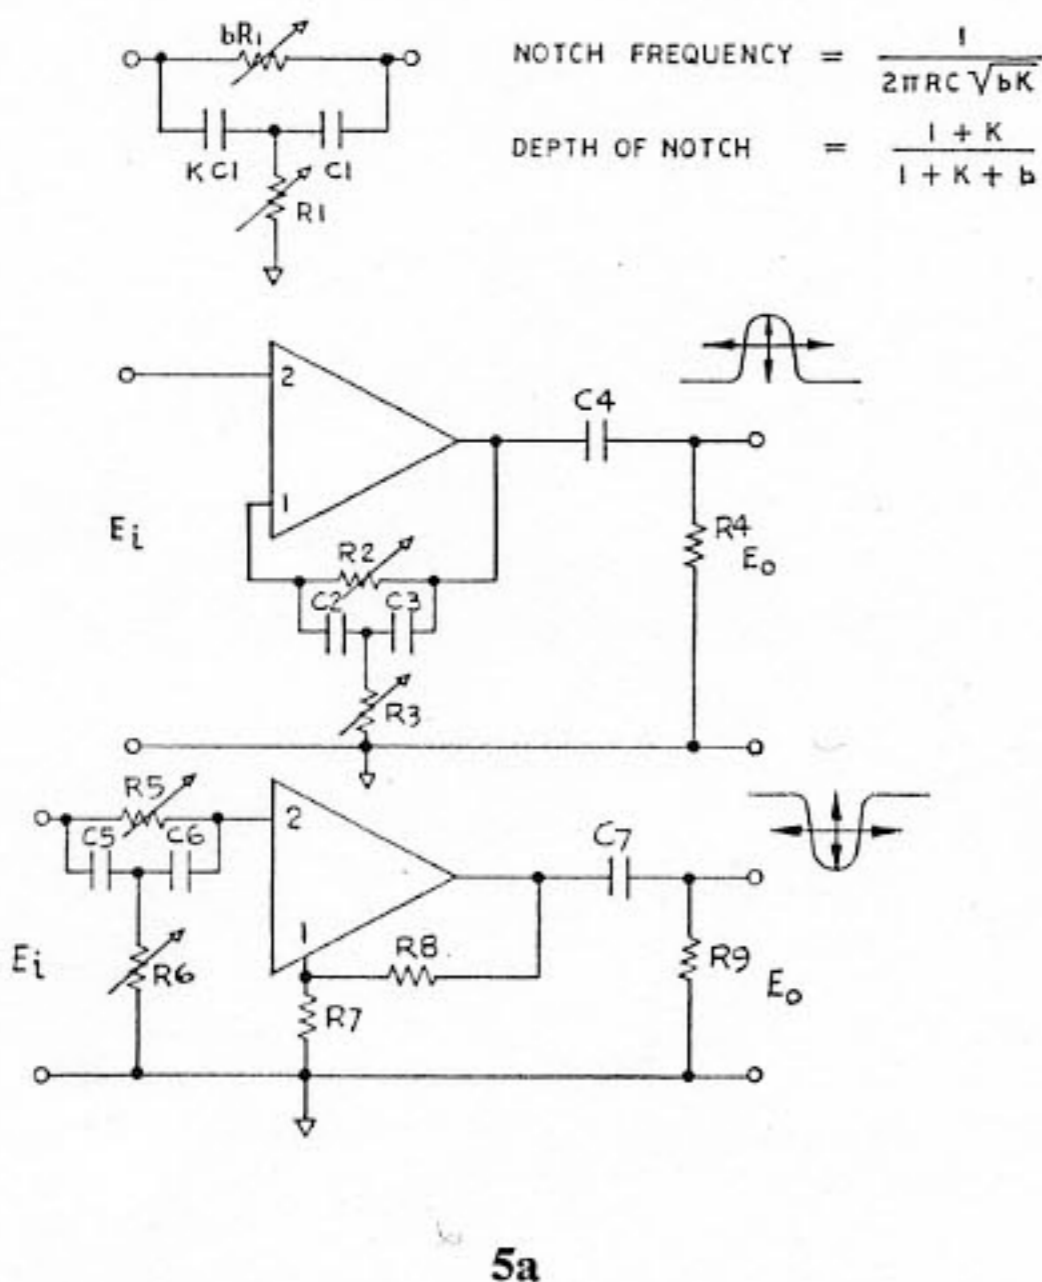 bR1
KC1 C1
R1
NOTCH FREQUENCY = 1 / 2πRC √bK
DEPTH OF NOTCH = 1 + K / 1 + K + b
2
1
Ei
C4
R4
Eo
R2
C2 C3
R3
R5
C5 C6
R6
Ei
2
1
R8
R7
C7
R9
Eo
5a